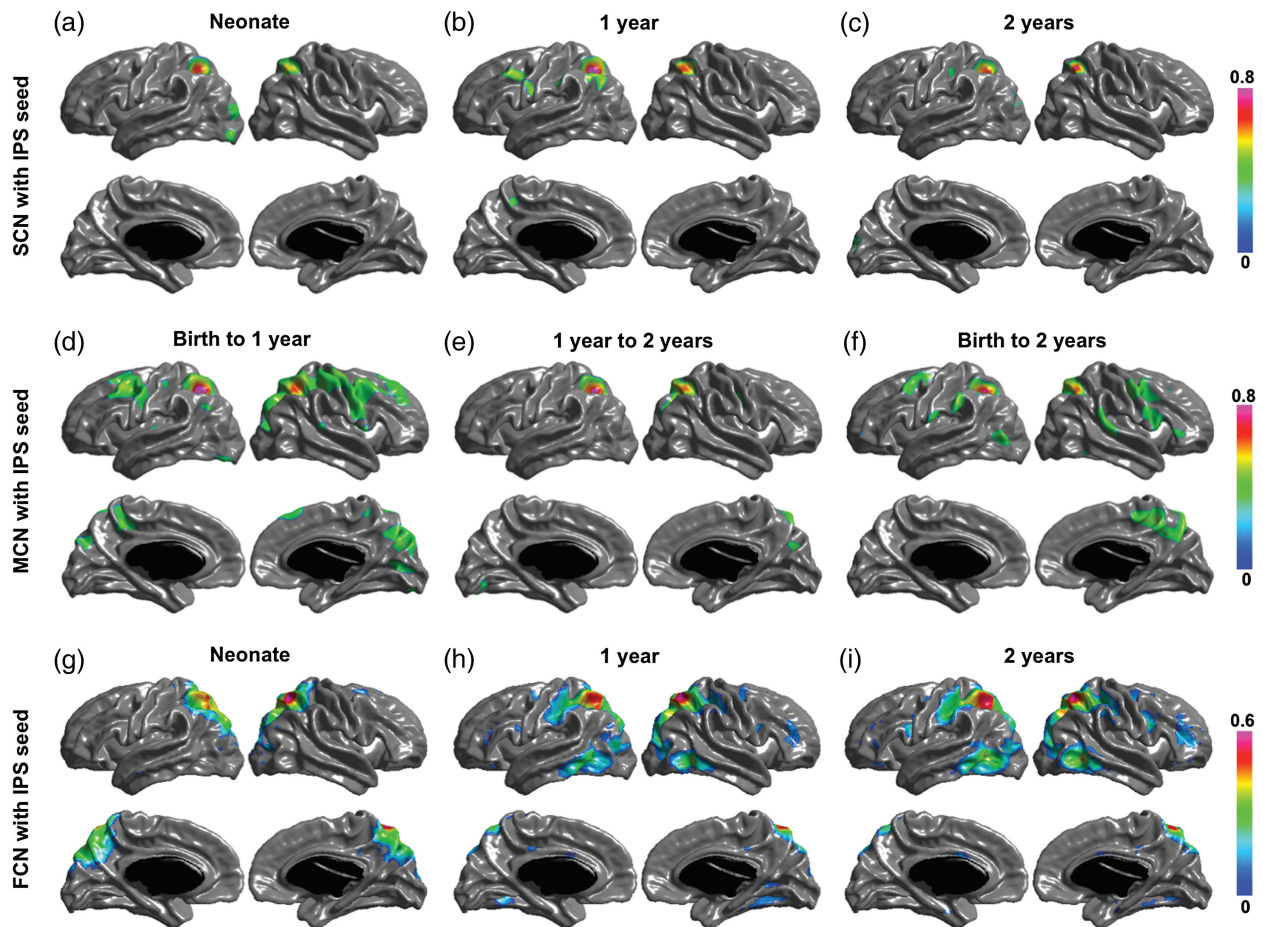 (a) Neonate
(b) 1 year
(c) 2 years
SCN with IPS seed
0.8
0
(d) Birth to 1 year
(e) 1 year to 2 years
(f) Birth to 2 years
MCN with IPS seed
0.8
0
(g) Neonate
(h) 1 year
(i) 2 years
FCN with IPS seed
0.6
0